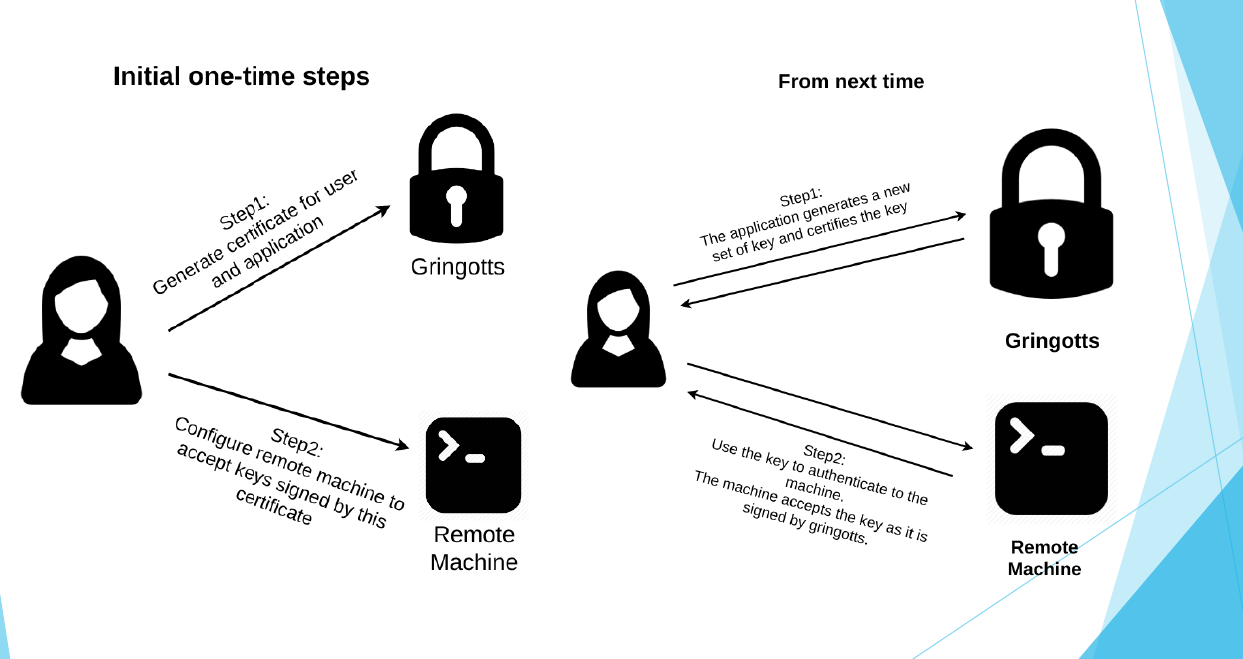 Initial one-time steps
Step1:
Generate certificate for user
and application
Gringotts
Step2:
Configure remote machine to
accept keys signed by this
certificate
Remote
Machine
From next time
Step1:
The application generates a new
set of key and certifies the key
Gringotts
Step2:
Use the key to authenticate to the
machine.
The machine accepts the key as it is
signed by gringotts.
Remote
Machine